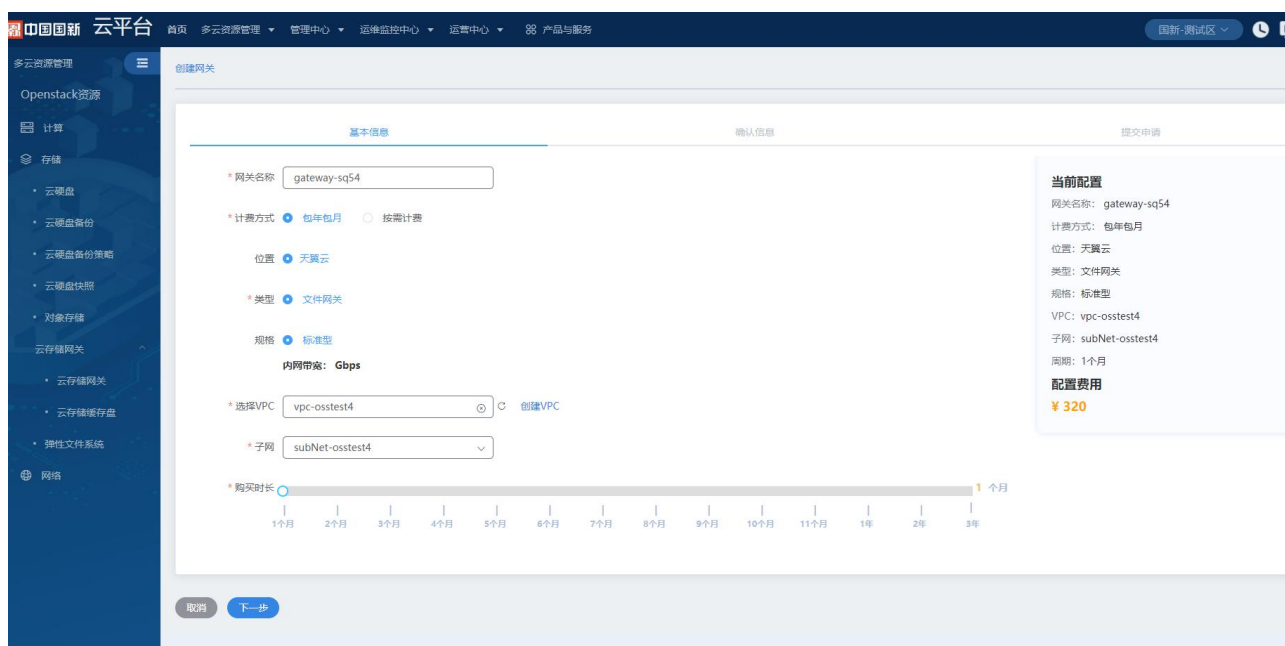 中国国新 云平台 首页 多云资源管理 管理中心 运维监控中心 运营中心 产品与服务 国新-测试区
多云资源管理
Openstack资源
计算
存储
云硬盘
云硬盘备份
云硬盘备份策略
云硬盘快照
对象存储
云存储网关
云存储网关
云存储缓存盘
弹性文件系统
网络
创建网关
基本信息 确认信息 提交申请
* 网关名称 gateway-sq54
* 计费方式 包年包月 按需计费
位置 天翼云
* 类型 文件网关
规格 标准型
内网带宽： Gbps
* 选择VPC vpc-osstest4 创建VPC
* 子网 subNet-osstest4
* 购买时长 1 个月
1个月 2个月 3个月 4个月 5个月 6个月 7个月 8个月 9个月 10个月 11个月 1年 2年 3年
当前配置
网关名称： gateway-sq54
计费方式： 包年包月
位置：天翼云
类型：文件网关
规格：标准型
VPC：vpc-osstest4
子网：subNet-osstest4
周期：1个月
配置费用
¥ 320
取消 下一步